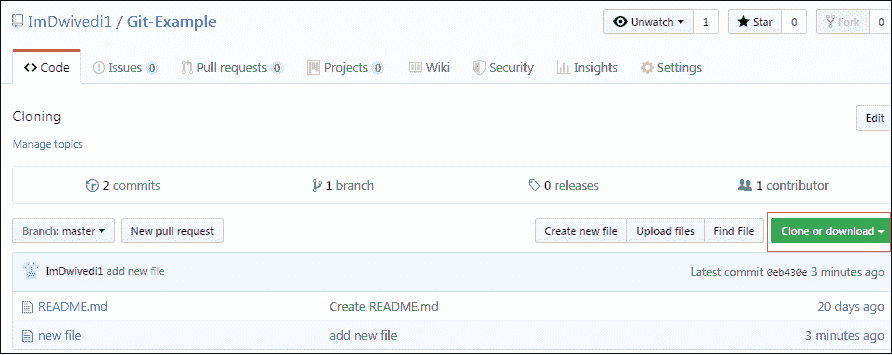 ImDwivedi1 / Git-Example Unwatch 1 Star 0 Fork 0
Code Issues 0 Pull requests 0 Projects 0 Wiki Security Insights Settings
Cloning Edit
Manage topics
2 commits 1 branch 0 releases 1 contributor
Branch: master New pull request Create new file Upload files Find File Clone or download
ImDwivedi1 add new file Latest commit 0eb430e 3 minutes ago
README.md Create README.md 20 days ago
new file add new file 3 minutes ago